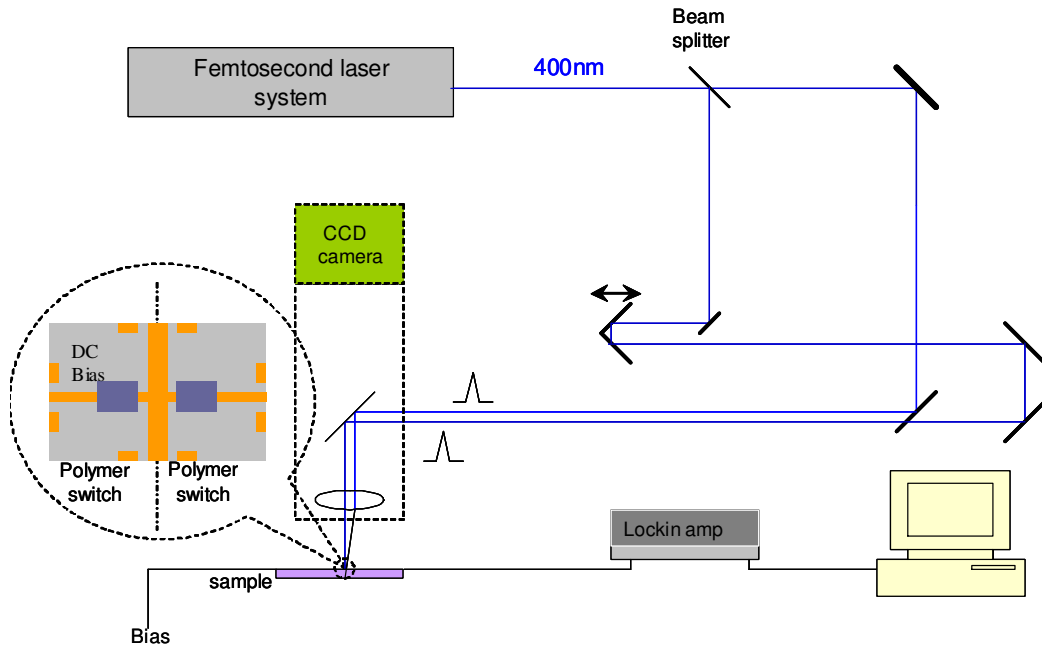 Beam
splitter
Femtosecond laser
system
400nm
CCD
camera
DC
Bias
Polymer
switch
Polymer
switch
Lockin amp
sample
Bias